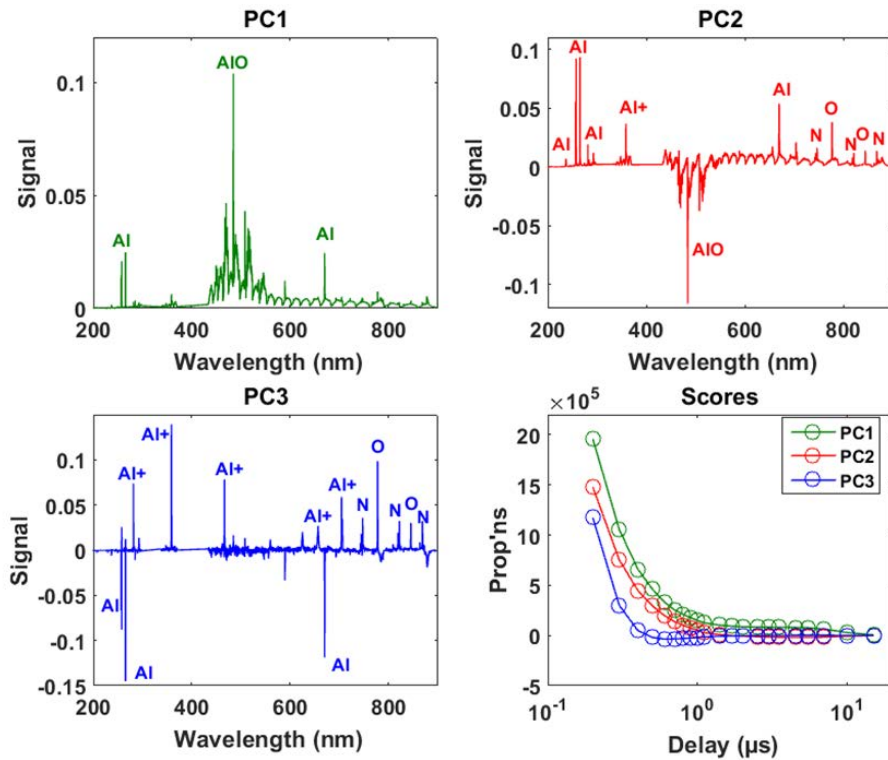 PC1
Signal
0.1
0.05
0
Al
AlO
Al
200 400 600 800
Wavelength (nm)
PC2
Signal
0.1
0.05
0
-0.05
-0.1
Al
Al
Al
Al+
AlO
Al
N
O
N
O
N
200 400 600 800
Wavelength (nm)
PC3
Signal
0.1
0.05
0
-0.05
-0.1
-0.15
Al+
Al+
Al+
Al+
Al+
N
O
N
O
N
Al
Al
Al
200 400 600 800
Wavelength (nm)
Scores
×10⁵
Prop'ns
20
15
10
5
0
-5
PC1
PC2
PC3
10⁻¹ 10⁰ 10¹
Delay (µs)